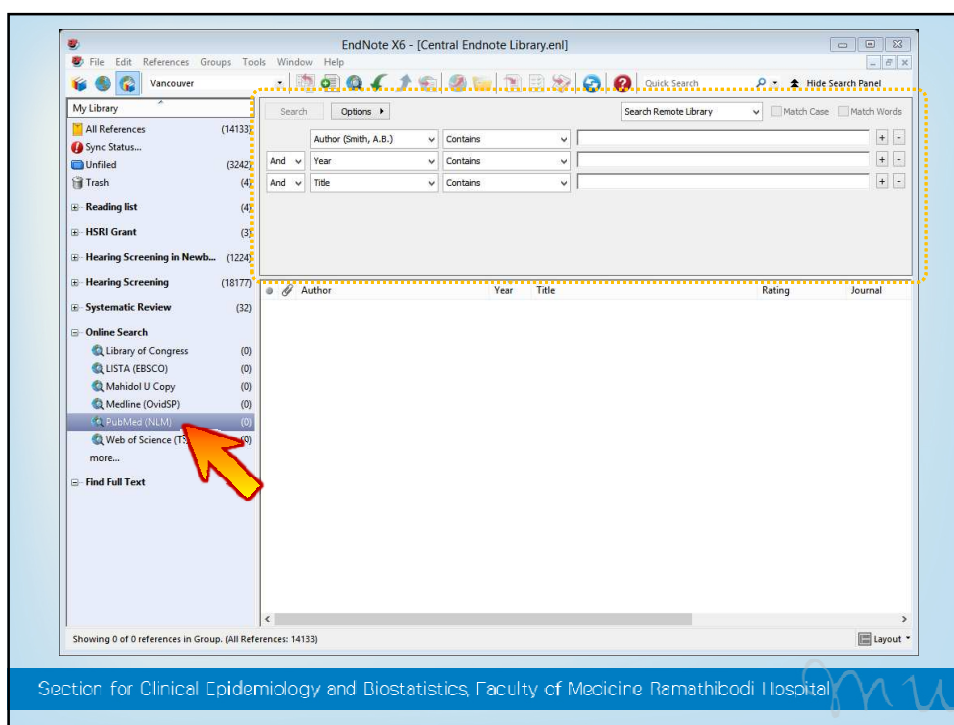 EndNote X6 - [Central Endnote Library.enl]
File Edit References Groups Tools Window Help
Vancouver Quick Search Hide Search Panel
My Library
All References (14133)
Sync Status...
Unfiled (3242)
Trash (4)
Reading list (4)
HSRI Grant (3)
Hearing Screening in Newb... (1224)
Hearing Screening (18177)
Systematic Review (32)
Online Search
Library of Congress (0)
LISTA (EBSCO) (0)
Mahidol U Copy (0)
Medline (OvidSP) (0)
PubMed (NLM) (0)
Web of Science (T (0)
more...
Find Full Text
Search Options Search Remote Library Match Case Match Words
Author (Smith, A.B.) Contains + -
And Year Contains + -
And Title Contains + -
Author Year Title Rating Journal
Showing 0 of 0 references in Group. (All References: 14133) Layout
Section for Clinical Epidemiology and Biostatistics, Faculty of Medicine Ramathibodi Hospital
mu